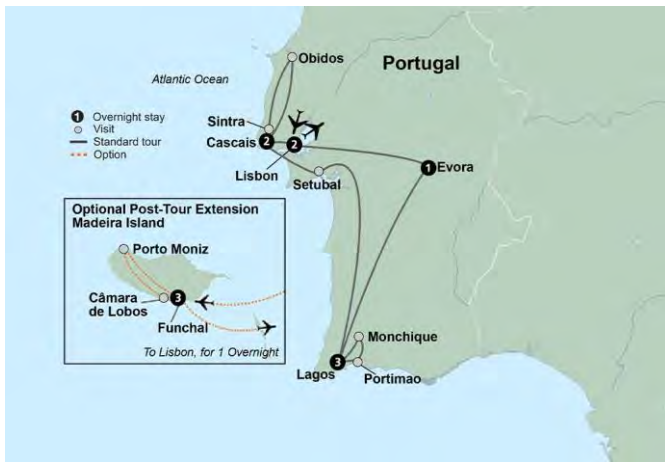 Obidos
Portugal
Atlantic Ocean
1 Overnight stay
Visit
Standard tour
Option
Sintra
Cascais
2
2
Lisbon
Setubal
1
Evora
Optional Post-Tour Extension
Madeira Island
Porto Moniz
Câmara
de Lobos
3
Funchal
To Lisbon, for 1 Overnight
Monchique
3
Lagos
Portimao